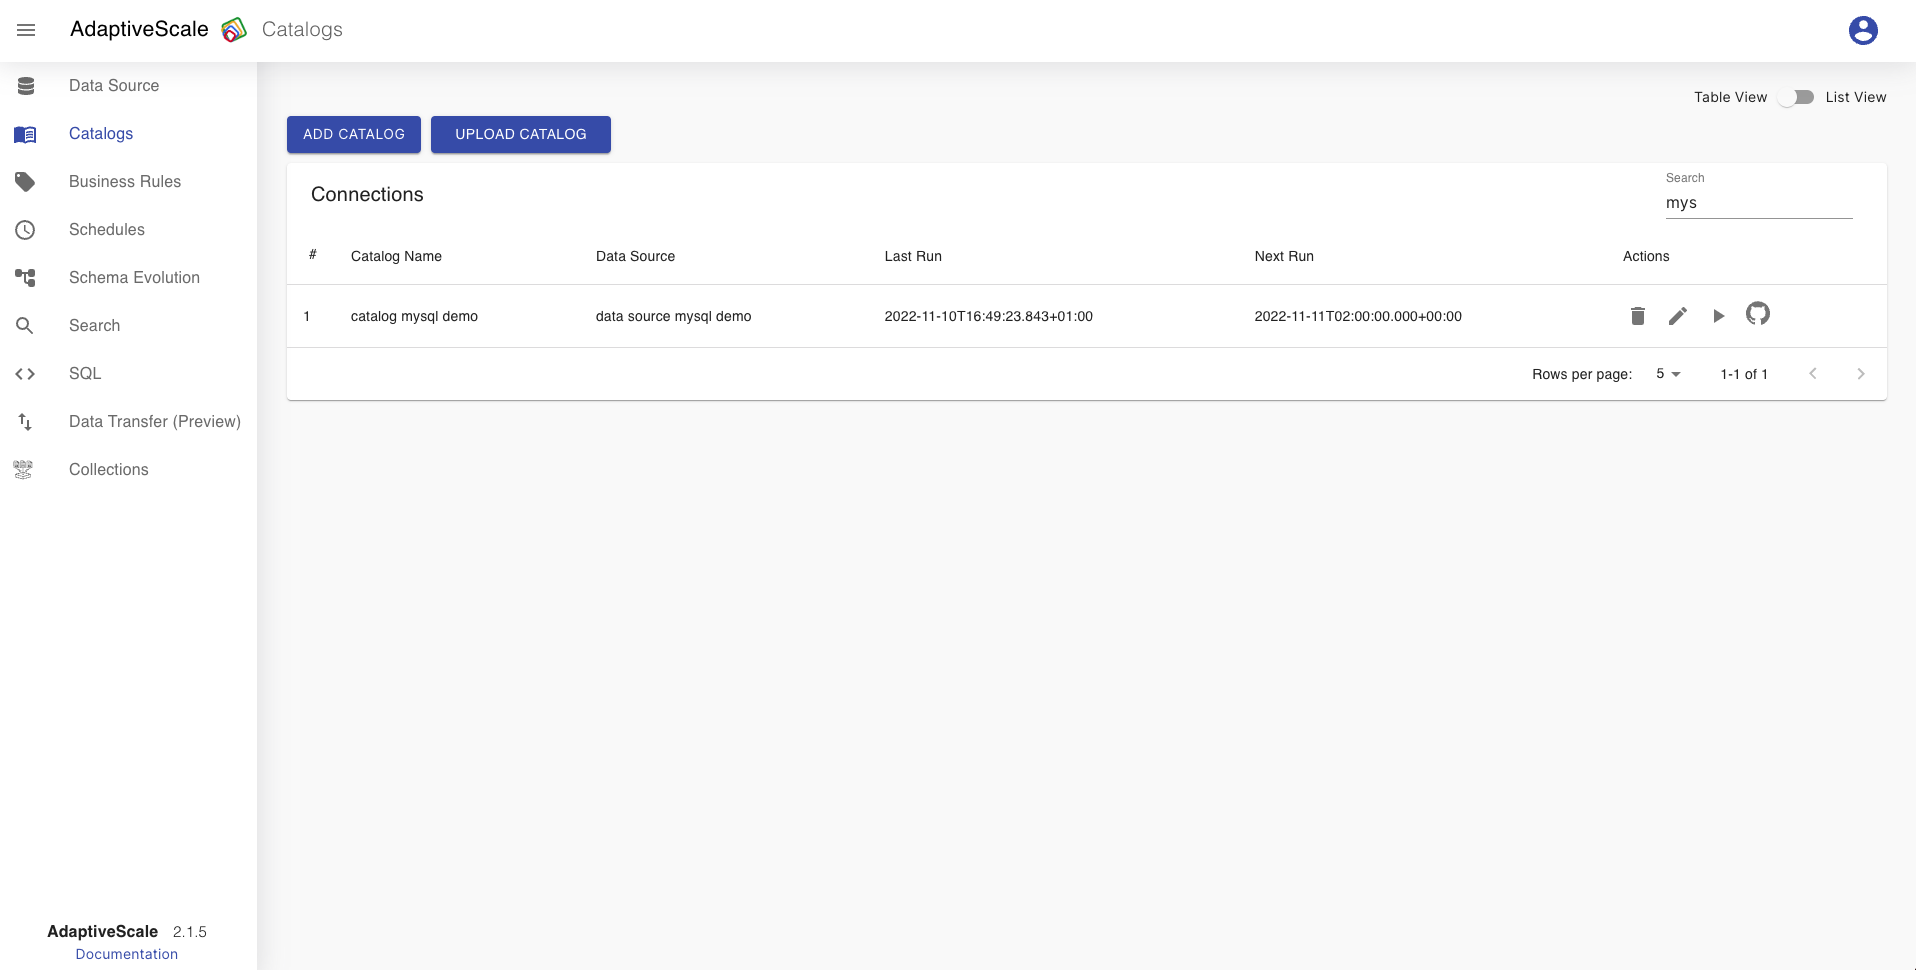 AdaptiveScale Catalogs
Data Source
Catalogs
Business Rules
Schedules
Schema Evolution
Search
SQL
Data Transfer (Preview)
Collections
AdaptiveScale 2.1.5
Documentation
Table View List View
ADD CATALOG UPLOAD CATALOG
Connections
Search
mys
# Catalog Name Data Source Last Run Next Run Actions
1 catalog mysql demo data source mysql demo 2022-11-10T16:49:23.843+01:00 2022-11-11T02:00:00.000+00:00
Rows per page: 5 1-1 of 1